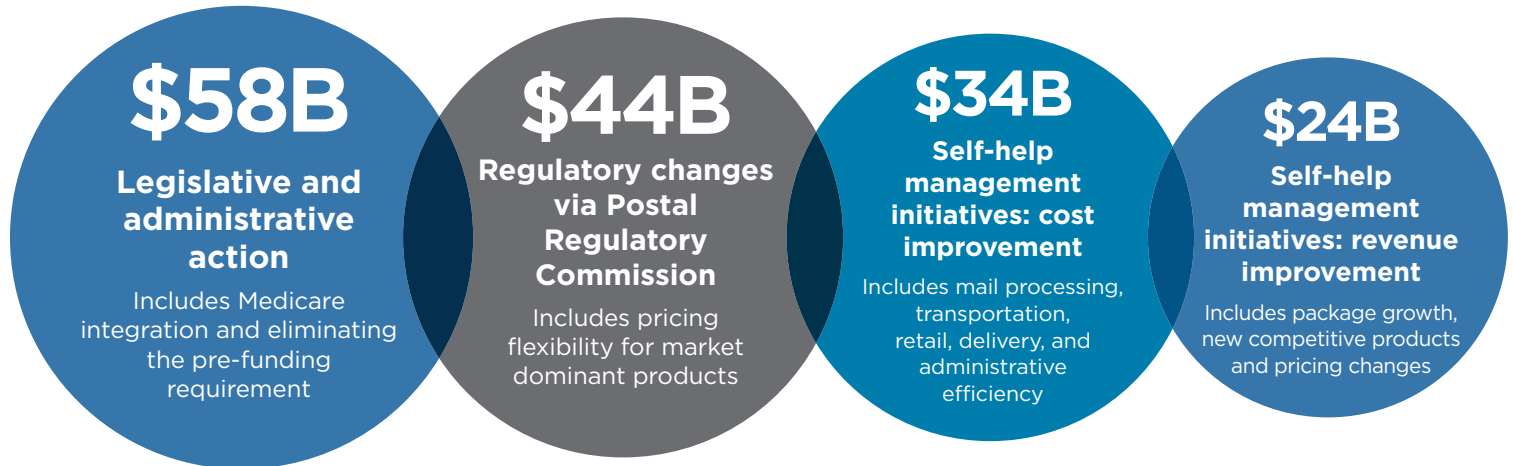 $58B
Legislative and
administrative
action
Includes Medicare
integration and eliminating
the pre-funding
requirement
$44B
Regulatory changes
via Postal
Regulatory
Commission
Includes pricing
flexibility for market
dominant products
$34B
Self-help
management
initiatives: cost
improvement
Includes mail processing,
transportation,
retail, delivery, and
administrative
efficiency
$24B
Self-help
management
initiatives: revenue
improvement
Includes package growth,
new competitive products
and pricing changes